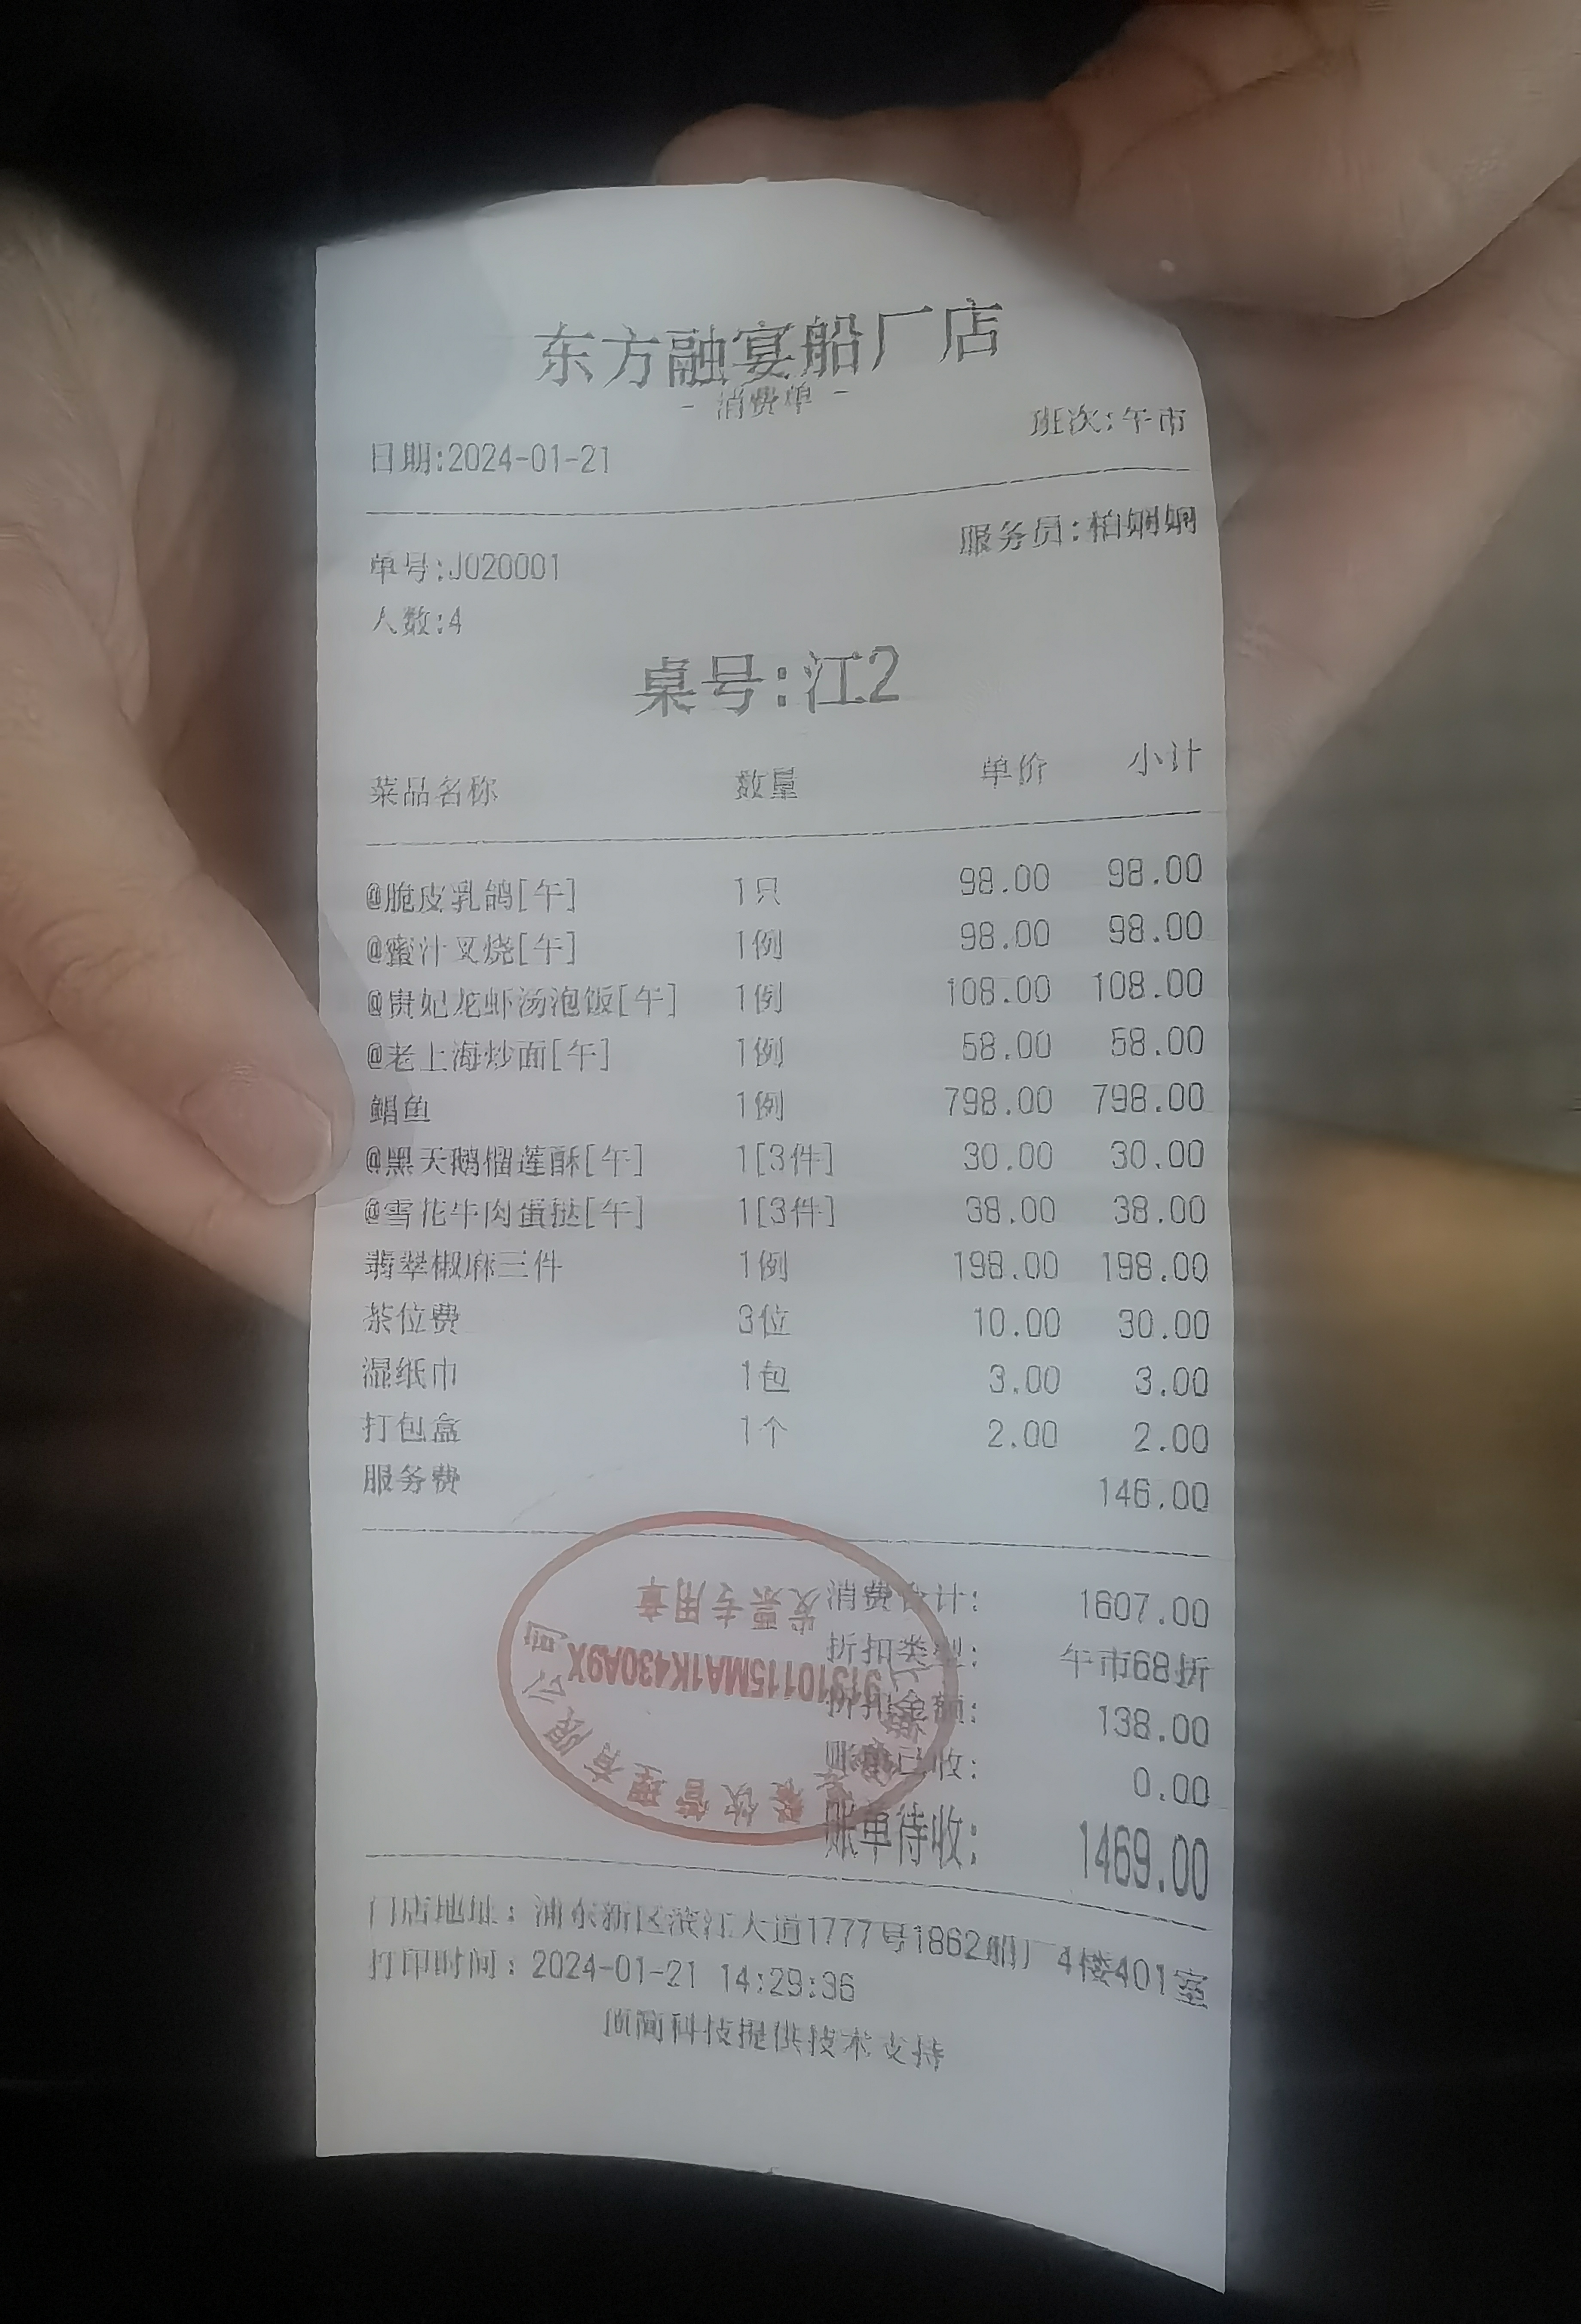 东方融宴船厂店
- 消费单 -
日期:2024-01-21 班次:午市
单号:J020001 服务员:柏娴娴
人数:4
桌号:江2
菜品名称 数量 单价 小计
@脆皮乳鸽[午] 1只 98.00 98.00
@蜜汁叉烧[午] 1例 98.00 98.00
@贵妃龙虾汤泡饭[午] 1例 108.00 108.00
@老上海炒面[午] 1例 58.00 58.00
鲳鱼 1例 798.00 798.00
@黑天鹅榴莲酥[午] 1[3件] 30.00 30.00
@雪花牛肉蛋挞[午] 1[3件] 38.00 38.00
翡翠椒麻三件 1例 198.00 198.00
茶位费 3位 10.00 30.00
湿纸巾 1包 3.00 3.00
打包盒 1个 2.00 2.00
服务费 146.00
消费合计: 1607.00
折扣类型: 午市68折
折扣金额: 138.00
账单已收: 0.00
账单待收: 1469.00
餐饮管理有限公司
91310115MA1K430A9X
发票专用章
门店地址：浦东新区滨江大道1777号1862船厂4楼401室
打印时间：2024-01-21 14:29:36
顶简科技提供技术支持